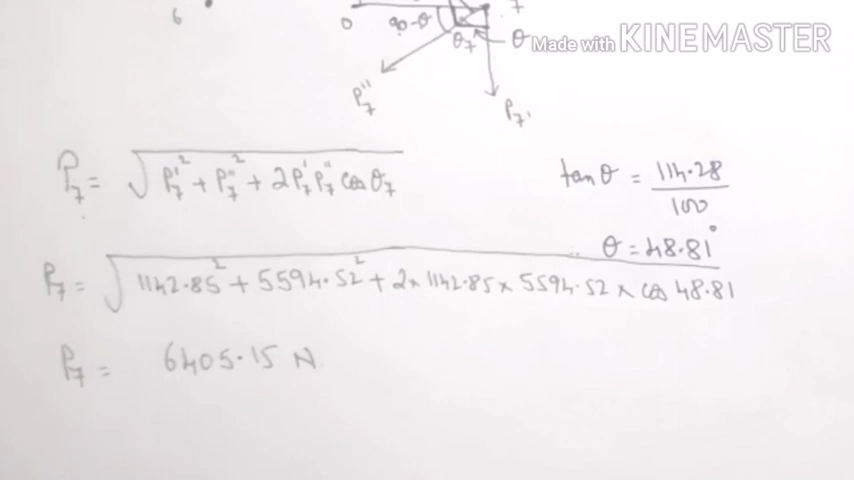 6
0 90-θ θ₇ θ 7
Made with KINEMASTER
P₇'' P₇'
P₇ = √(P₇'² + P₇''² + 2P₇'P₇'' cos θ₇)
tan θ = 114.28/100
θ = 48.81°
P₇ = √(1142.85² + 5594.52² + 2 × 1142.85 × 5594.52 × cos 48.81)
P₇ = 6405.15 N